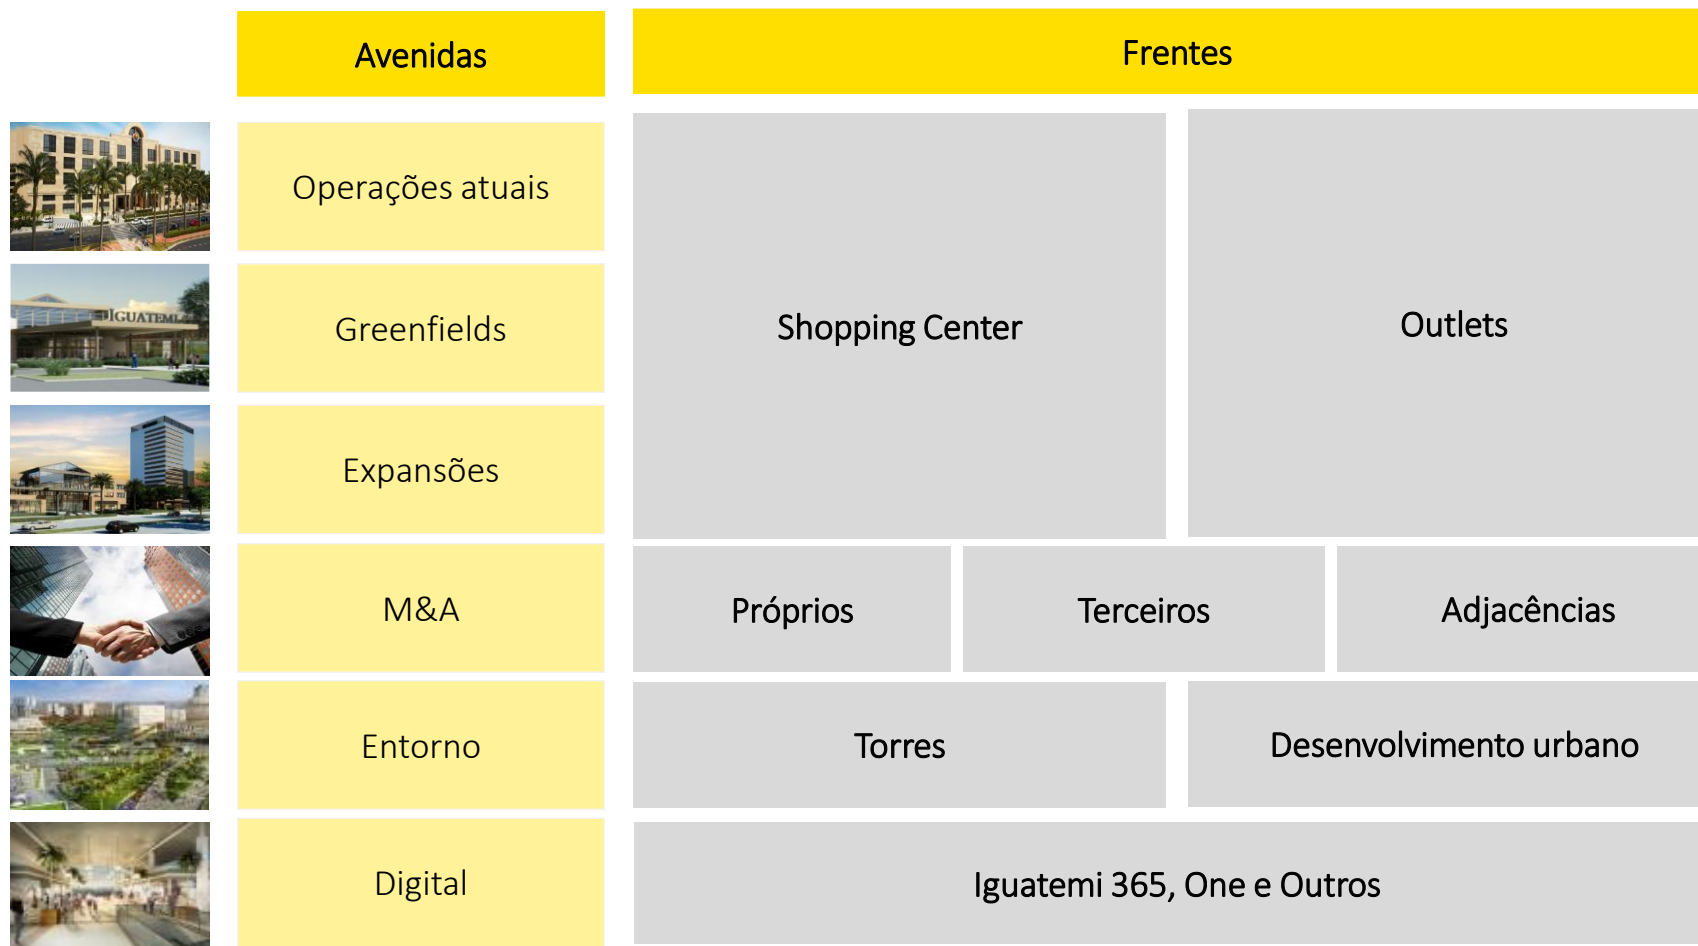 Avenidas
Frentes
Operações atuais
Greenfields
Expansões
Shopping Center
Outlets
IGUATEMI
M&A
Próprios
Terceiros
Adjacências
Entorno
Torres
Desenvolvimento urbano
Digital
Iguatemi 365, One e Outros